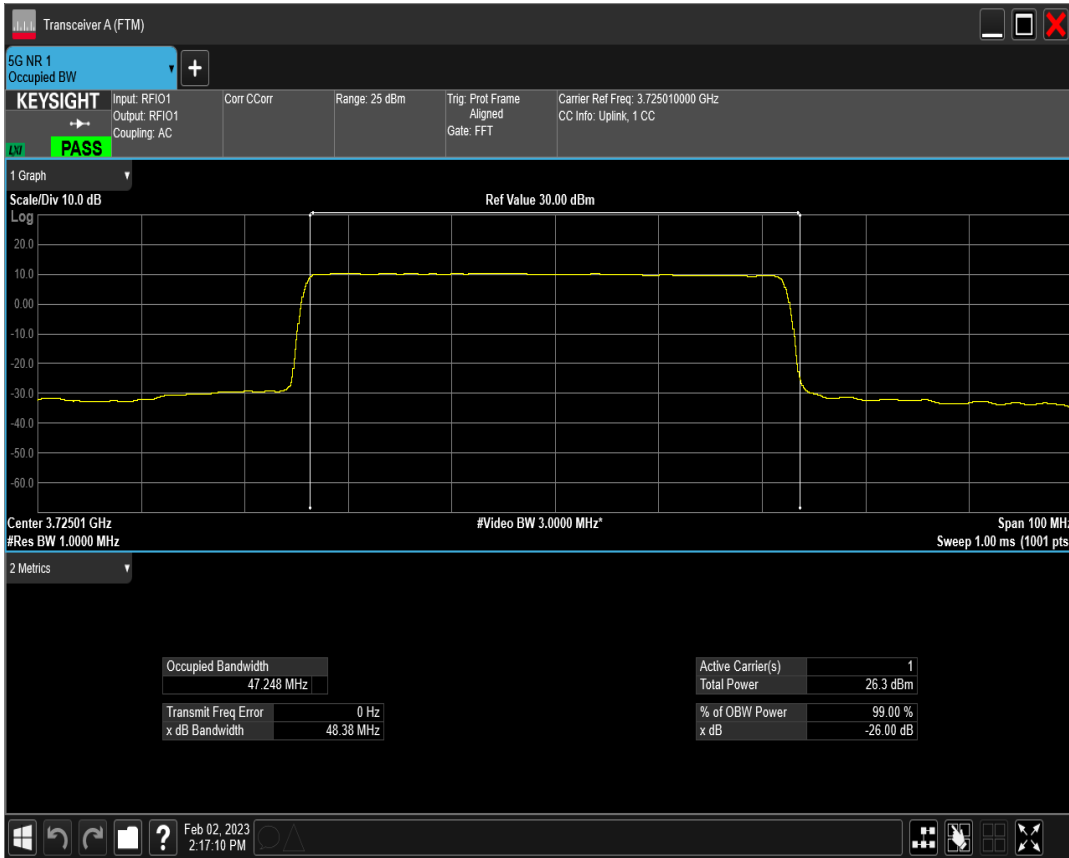 Transceiver A (FTM)
5G NR 1
Occupied BW
+
KEYSIGHT
LXI
PASS
Input: RFIO1
Output: RFIO1
Coupling: AC
Corr CCorr
Range: 25 dBm
Trig: Prot Frame
Aligned
Gate: FFT
Carrier Ref Freq: 3.725010000 GHz
CC Info: Uplink, 1 CC
1 Graph
Scale/Div 10.0 dB
Ref Value 30.00 dBm
Log
20.0
10.0
0.00
-10.0
-20.0
-30.0
-40.0
-50.0
-60.0
Center 3.72501 GHz
#Video BW 3.0000 MHz*
Span 100 MHz
#Res BW 1.0000 MHz
Sweep 1.00 ms (1001 pts
2 Metrics
Occupied Bandwidth
47.248 MHz
Transmit Freq Error 0 Hz
x dB Bandwidth 48.38 MHz
Active Carrier(s) 1
Total Power 26.3 dBm
% of OBW Power 99.00 %
x dB -26.00 dB
?
Feb 02, 2023
2:17:10 PM